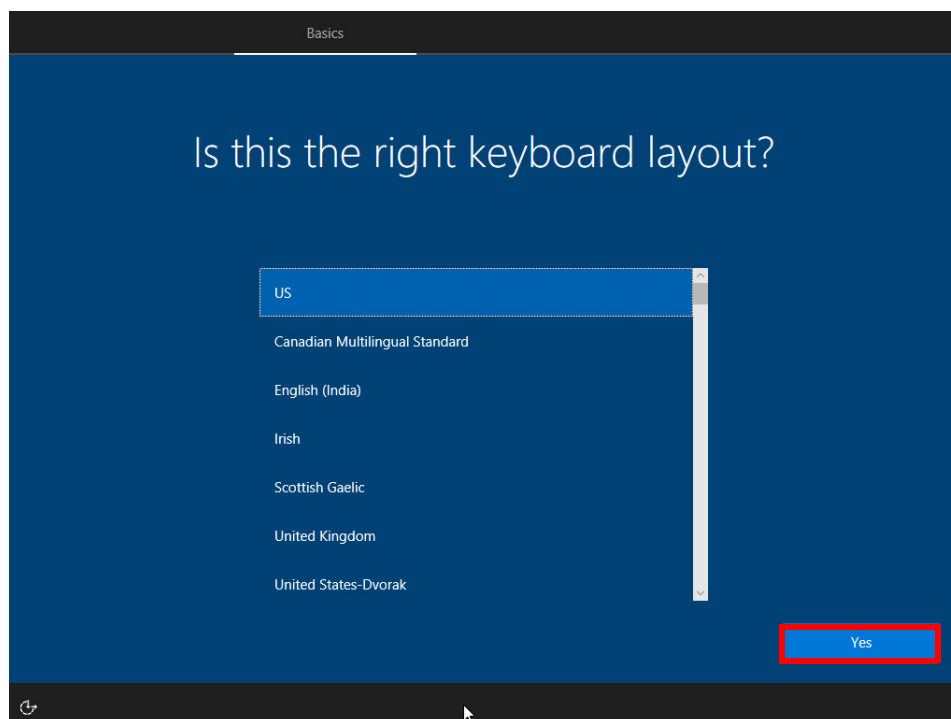 Basics
Is this the right keyboard layout?
US
Canadian Multilingual Standard
English (India)
Irish
Scottish Gaelic
United Kingdom
United States-Dvorak
Yes